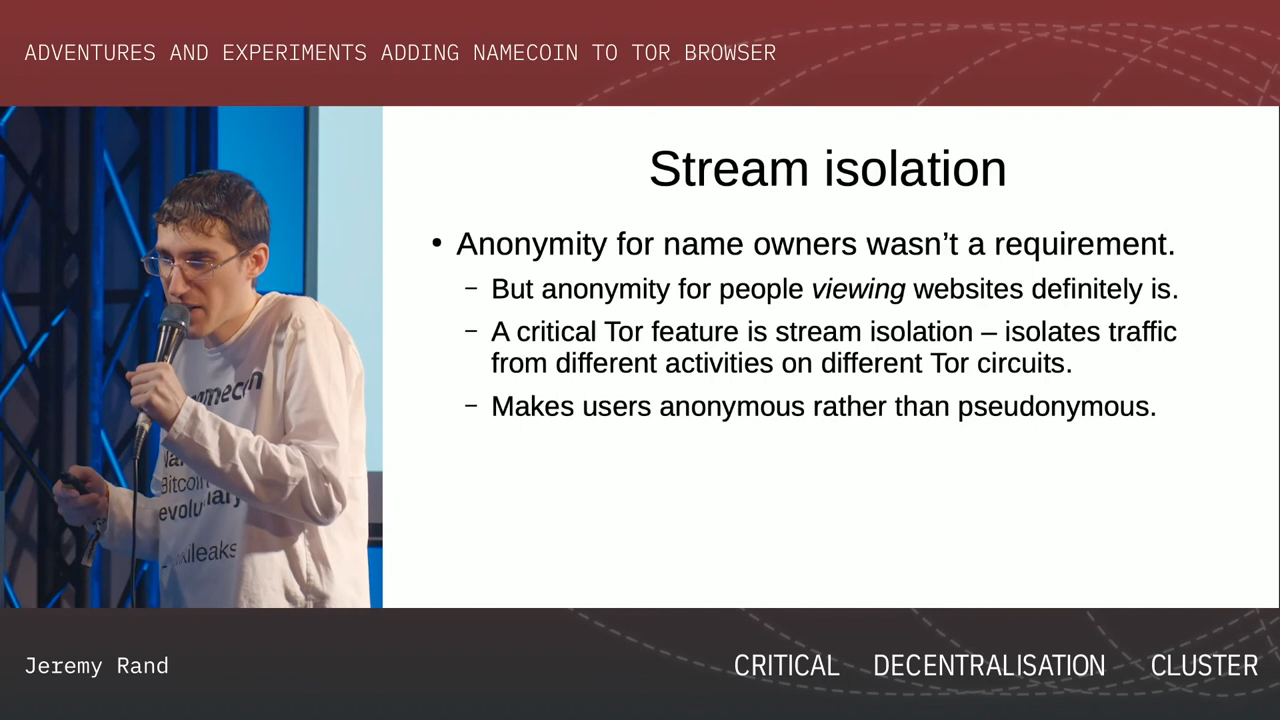 ADVENTURES AND EXPERIMENTS ADDING NAMECOIN TO TOR BROWSER
Stream isolation
• Anonymity for name owners wasn’t a requirement.
– But anonymity for people viewing websites definitely is.
– A critical Tor feature is stream isolation – isolates traffic
from different activities on different Tor circuits.
– Makes users anonymous rather than pseudonymous.
Bitcoin
Jeremy Rand
CRITICAL DECENTRALISATION CLUSTER